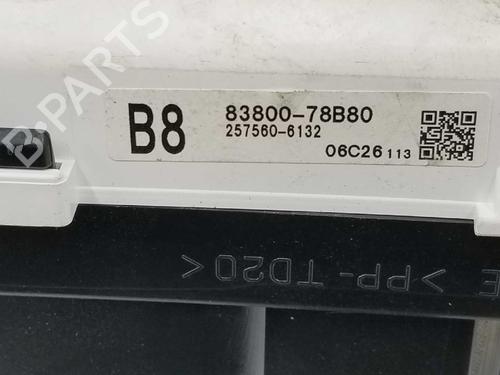 B-PARTS
B8
83800-78B80
257560-6132
06C26 113
E >PP-TD20<